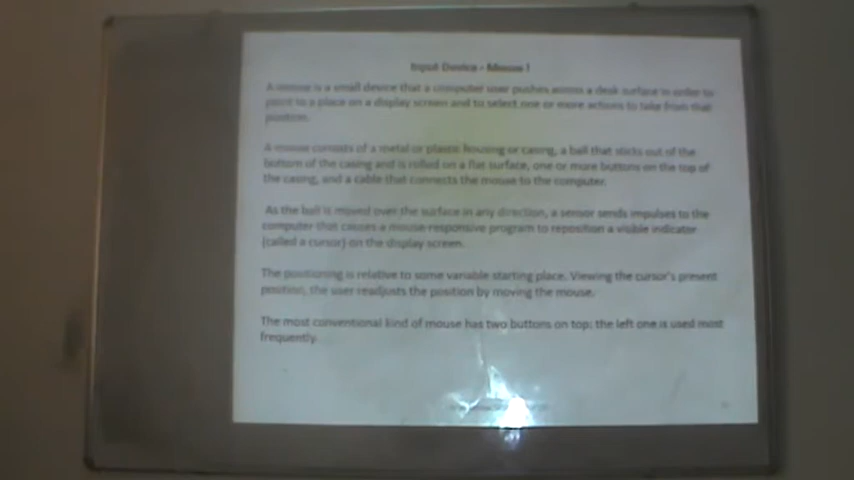 Input Device - Mouse !
A mouse is a small device that a computer user pushes across a desk surface in order to
point to a place on a display screen and to select one or more actions to take from that
position.
A mouse consists of a metal or plastic housing or casing, a ball that sticks out of the
bottom of the casing and is rolled on a flat surface, one or more buttons on the top of
the casing, and a cable that connects the mouse to the computer.
As the ball is moved over the surface in any direction, a sensor sends impulses to the
computer that causes a mouse-responsive program to reposition a visible indicator
(called a cursor) on the display screen.
The positioning is relative to some variable starting place. Viewing the cursor's present
position, the user readjusts the position by moving the mouse.
The most conventional kind of mouse has two buttons on top: the left one is used most
frequently.